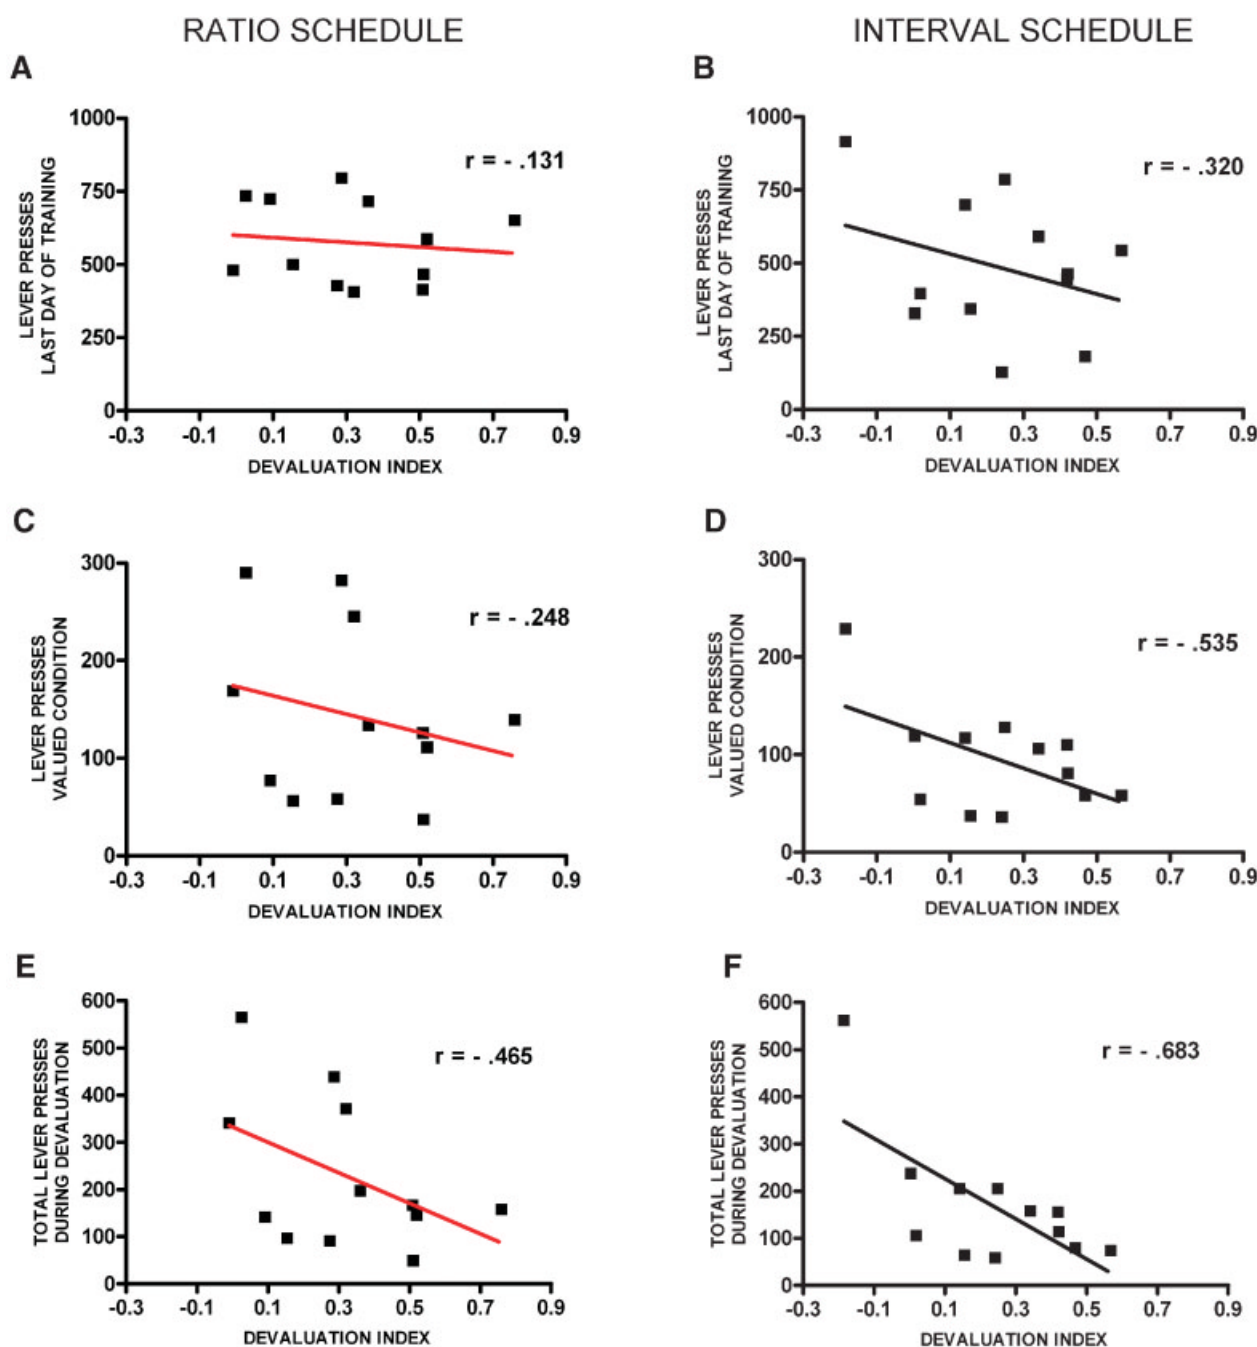 RATIO SCHEDULE
INTERVAL SCHEDULE
A
LEVER PRESSES
LAST DAY OF TRAINING
1000
750
500
250
0
r = - .131
-0.3 -0.1 0.1 0.3 0.5 0.7 0.9
DEVALUATION INDEX
B
LEVER PRESSES
LAST DAY OF TRAINING
1000
750
500
250
0
r = - .320
-0.3 -0.1 0.1 0.3 0.5 0.7 0.9
DEVALUATION INDEX
C
LEVER PRESSES
VALUED CONDITION
300
200
100
0
r = - .248
-0.3 -0.1 0.1 0.3 0.5 0.7 0.9
DEVALUATION INDEX
D
LEVER PRESSES
VALUED CONDITION
300
200
100
0
r = - .535
-0.3 -0.1 0.1 0.3 0.5 0.7 0.9
DEVALUATION INDEX
E
TOTAL LEVER PRESSES
DURING DEVALUATION
600
500
400
300
200
100
0
r = - .465
-0.3 -0.1 0.1 0.3 0.5 0.7 0.9
DEVALUATION INDEX
F
TOTAL LEVER PRESSES
DURING DEVALUATION
600
500
400
300
200
100
0
r = - .683
-0.3 -0.1 0.1 0.3 0.5 0.7 0.9
DEVALUATION INDEX